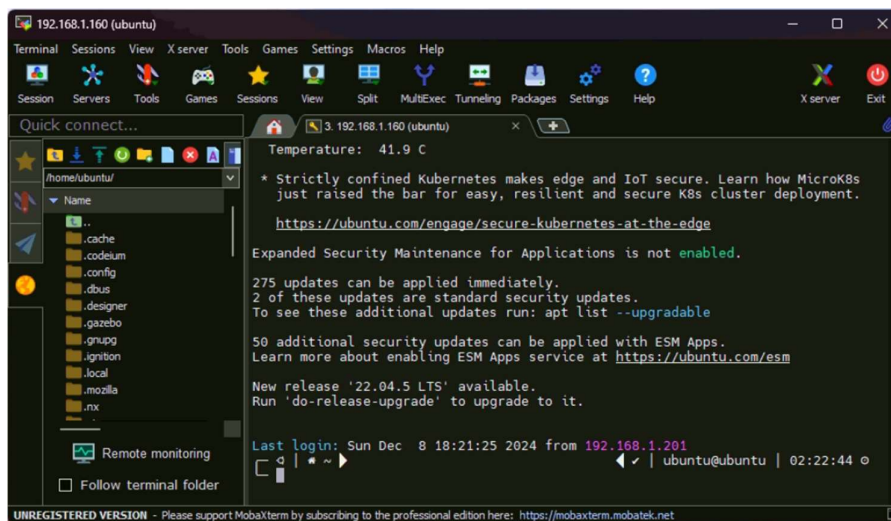 192.168.1.160 (ubuntu)
Terminal Sessions View X server Tools Games Settings Macros Help
Session Servers Tools Games Sessions View Split MultiExec Tunneling Packages Settings Help X server Exit
Quick connect...
3. 192.168.1.160 (ubuntu)
/home/ubuntu/
Name
..
.cache
.codeium
.config
.dbus
.designer
.gazebo
.gnupg
.ignition
.local
.mozilla
.nx
Remote monitoring
Follow terminal folder
Temperature: 41.9 C
* Strictly confined Kubernetes makes edge and IoT secure. Learn how MicroK8s
just raised the bar for easy, resilient and secure K8s cluster deployment.
https://ubuntu.com/engage/secure-kubernetes-at-the-edge
Expanded Security Maintenance for Applications is not enabled.
275 updates can be applied immediately.
2 of these updates are standard security updates.
To see these additional updates run: apt list --upgradable
50 additional security updates can be applied with ESM Apps.
Learn more about enabling ESM Apps service at https://ubuntu.com/esm
New release '22.04.5 LTS' available.
Run 'do-release-upgrade' to upgrade to it.
Last login: Sun Dec 8 18:21:25 2024 from 192.168.1.201
| ~ ✔ | ubuntu@ubuntu | 02:22:44
UNREGISTERED VERSION - Please support MobaXterm by subscribing to the professional edition here: https://mobaxterm.mobatek.net